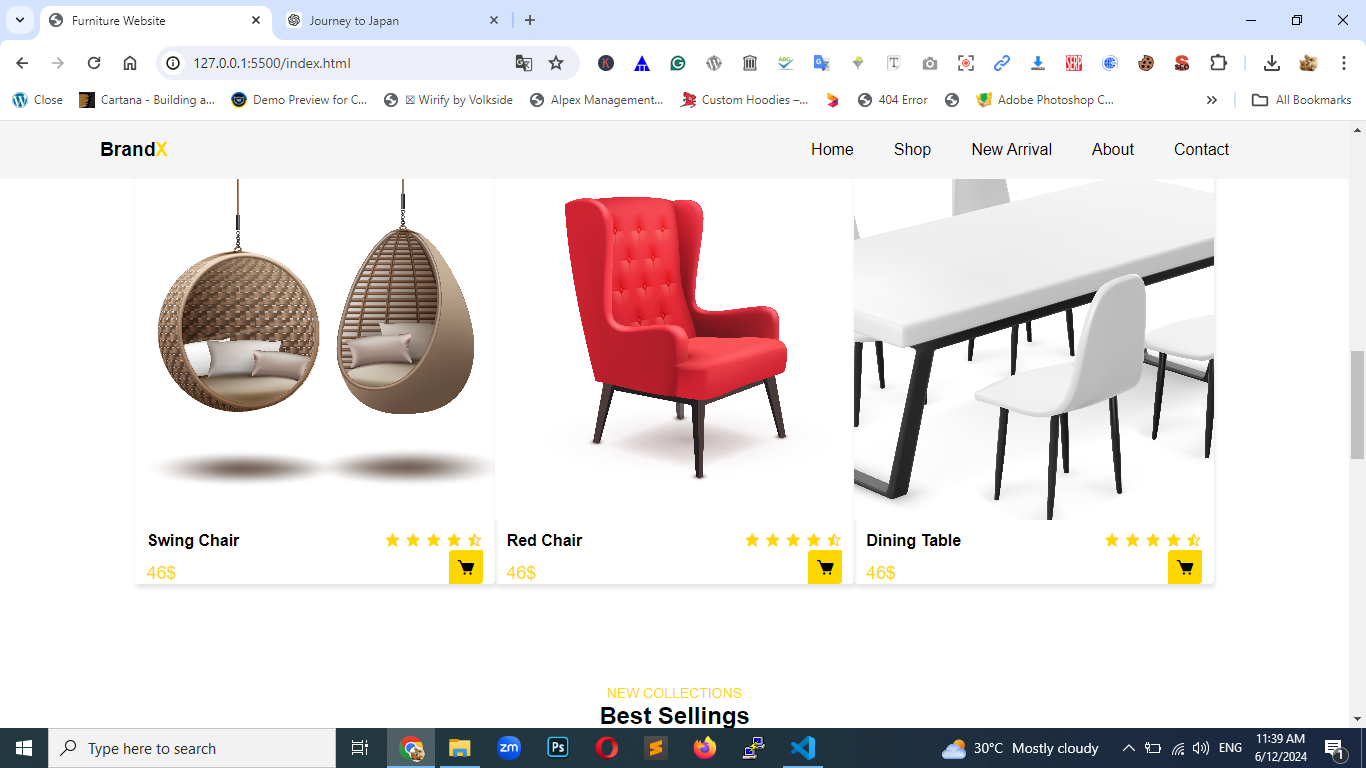 Furniture Website
Journey to Japan
127.0.0.1:5500/index.html
Close
Cartana - Building a...
Demo Preview for C...
☒ Wirify by Volkside
Alpex Management...
Custom Hoodies –...
404 Error
Adobe Photoshop C...
All Bookmarks
BrandX
Home
Shop
New Arrival
About
Contact
Swing Chair
46$
Red Chair
46$
Dining Table
46$
NEW COLLECTIONS
Best Sellings
Type here to search
zm
Ps
30°C Mostly cloudy
ENG
11:39 AM
6/12/2024
1